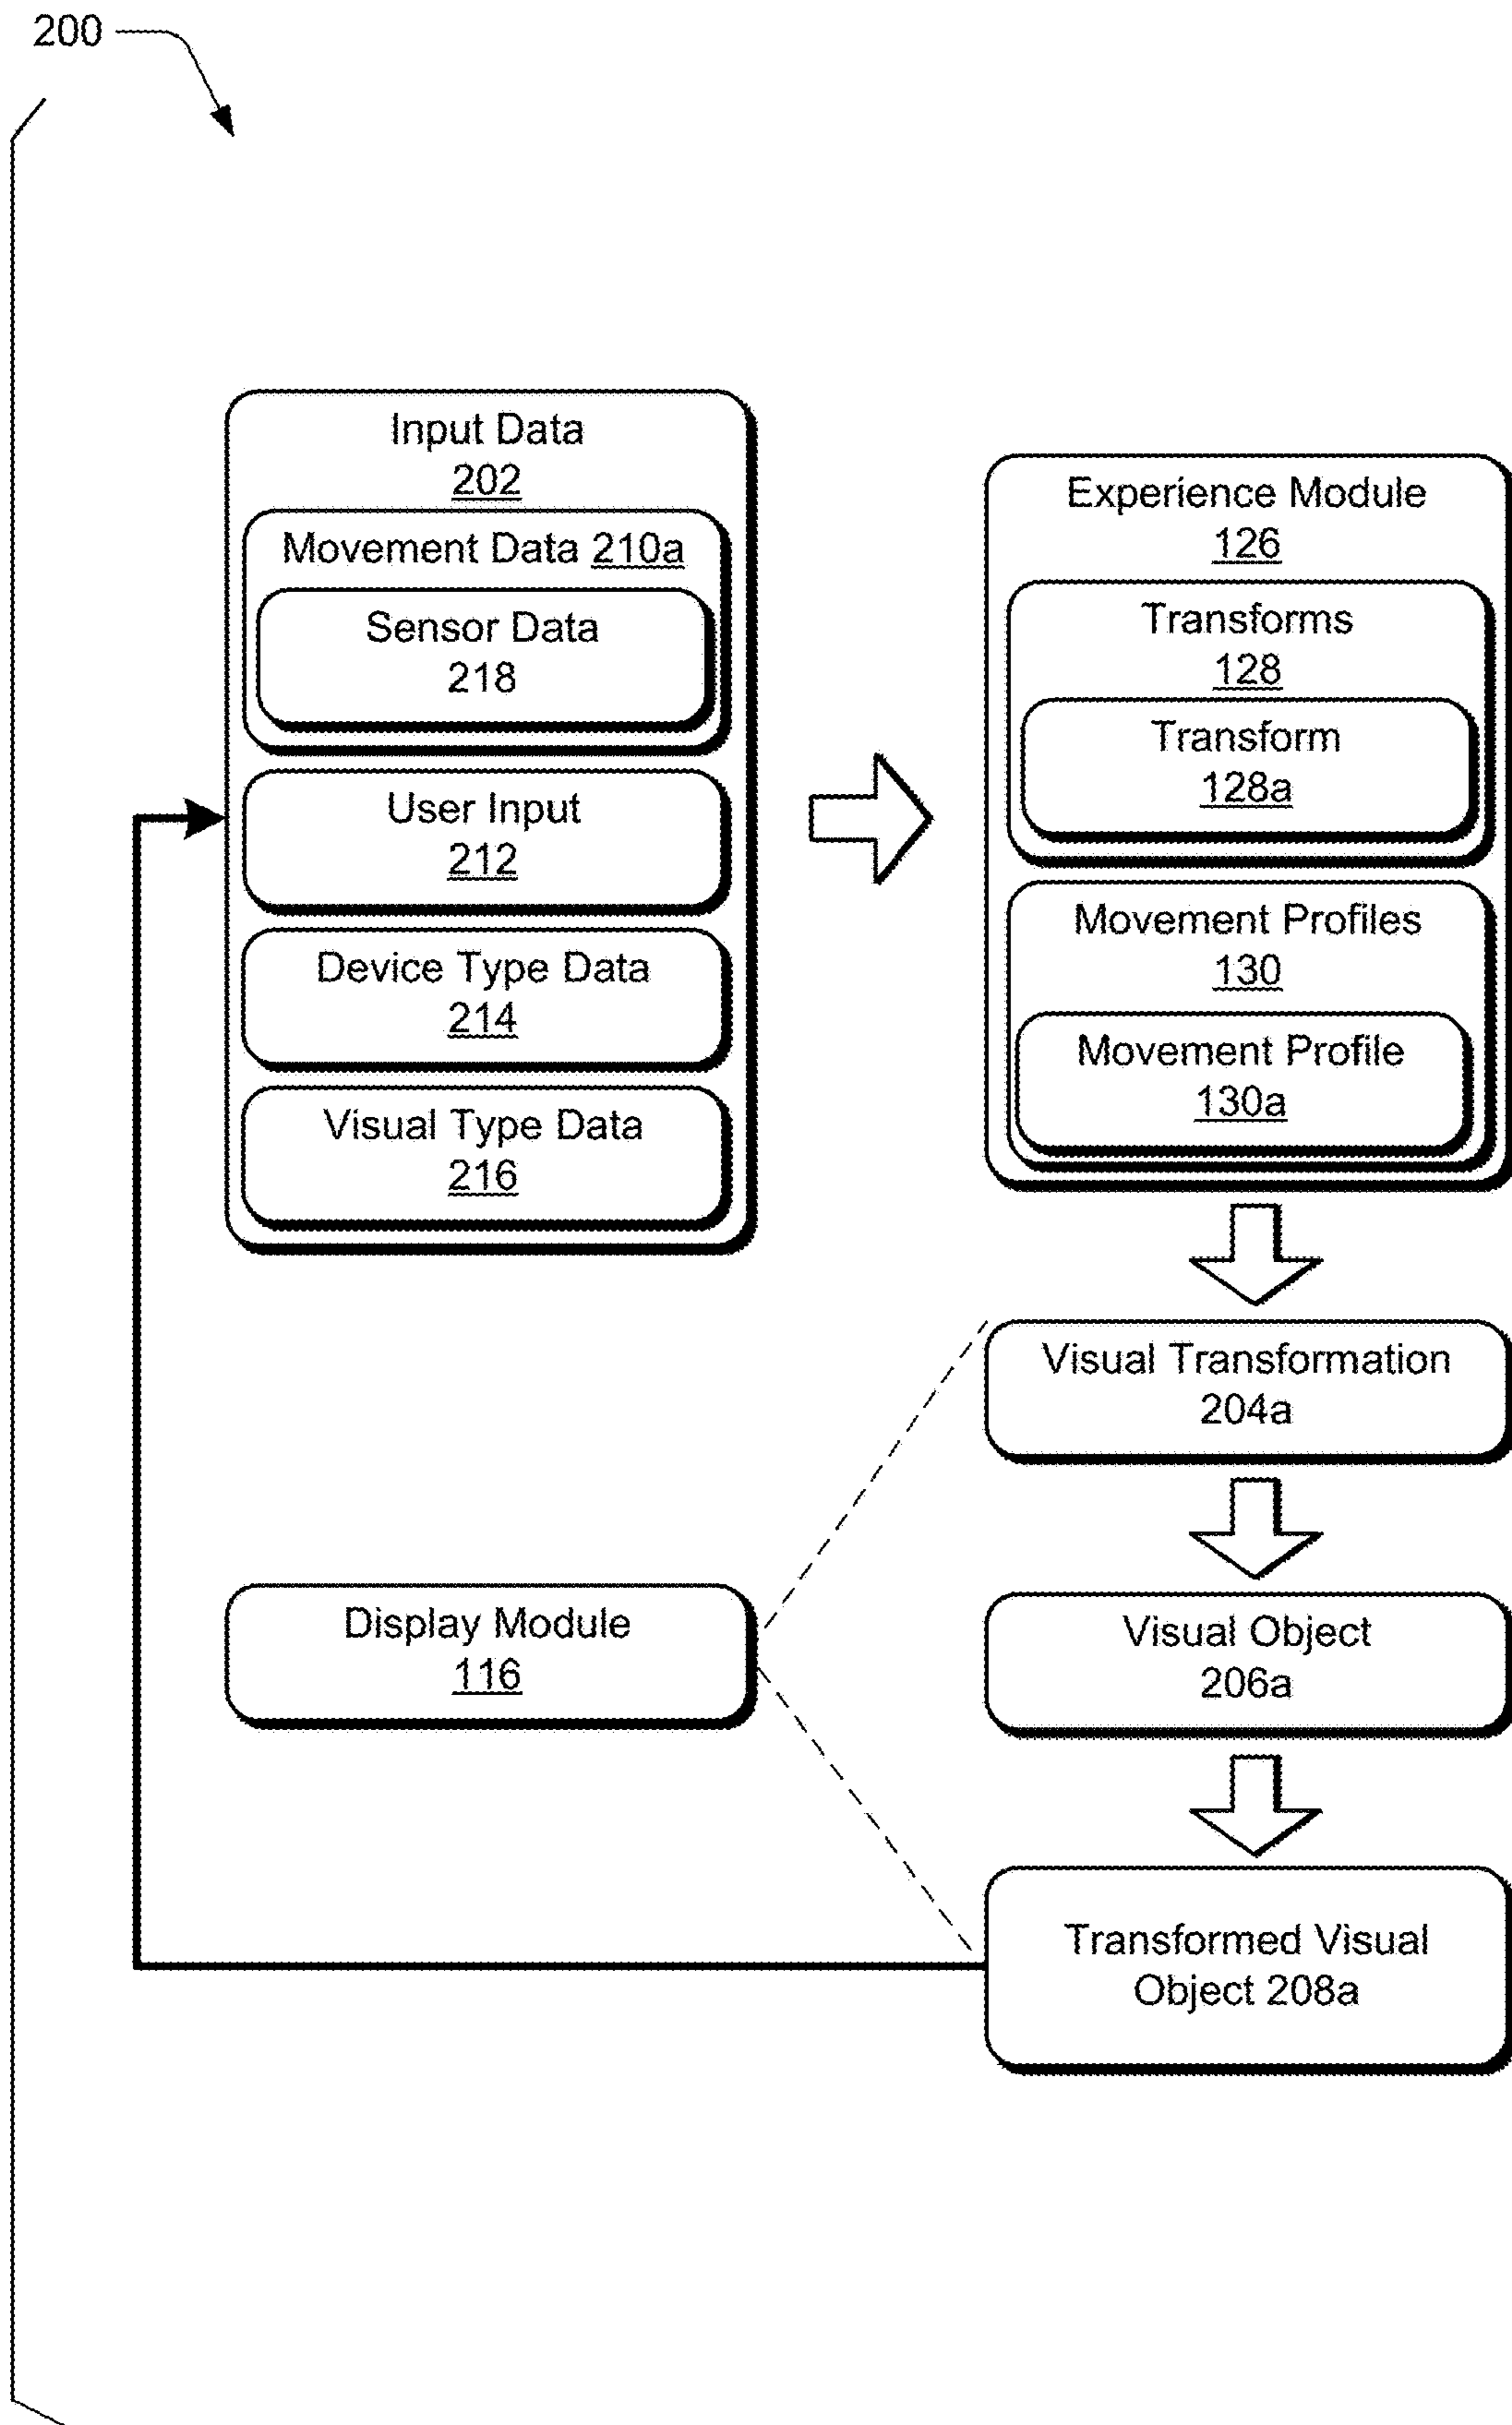 200
Input Data
202
Movement Data 210a
Sensor Data
218
User Input
212
Device Type Data
214
Visual Type Data
216
Experience Module
126
Transforms
128
Transform
128a
Movement Profiles
130
Movement Profile
130a
Visual Transformation
204a
Display Module
116
Visual Object
206a
Transformed Visual
Object 208a